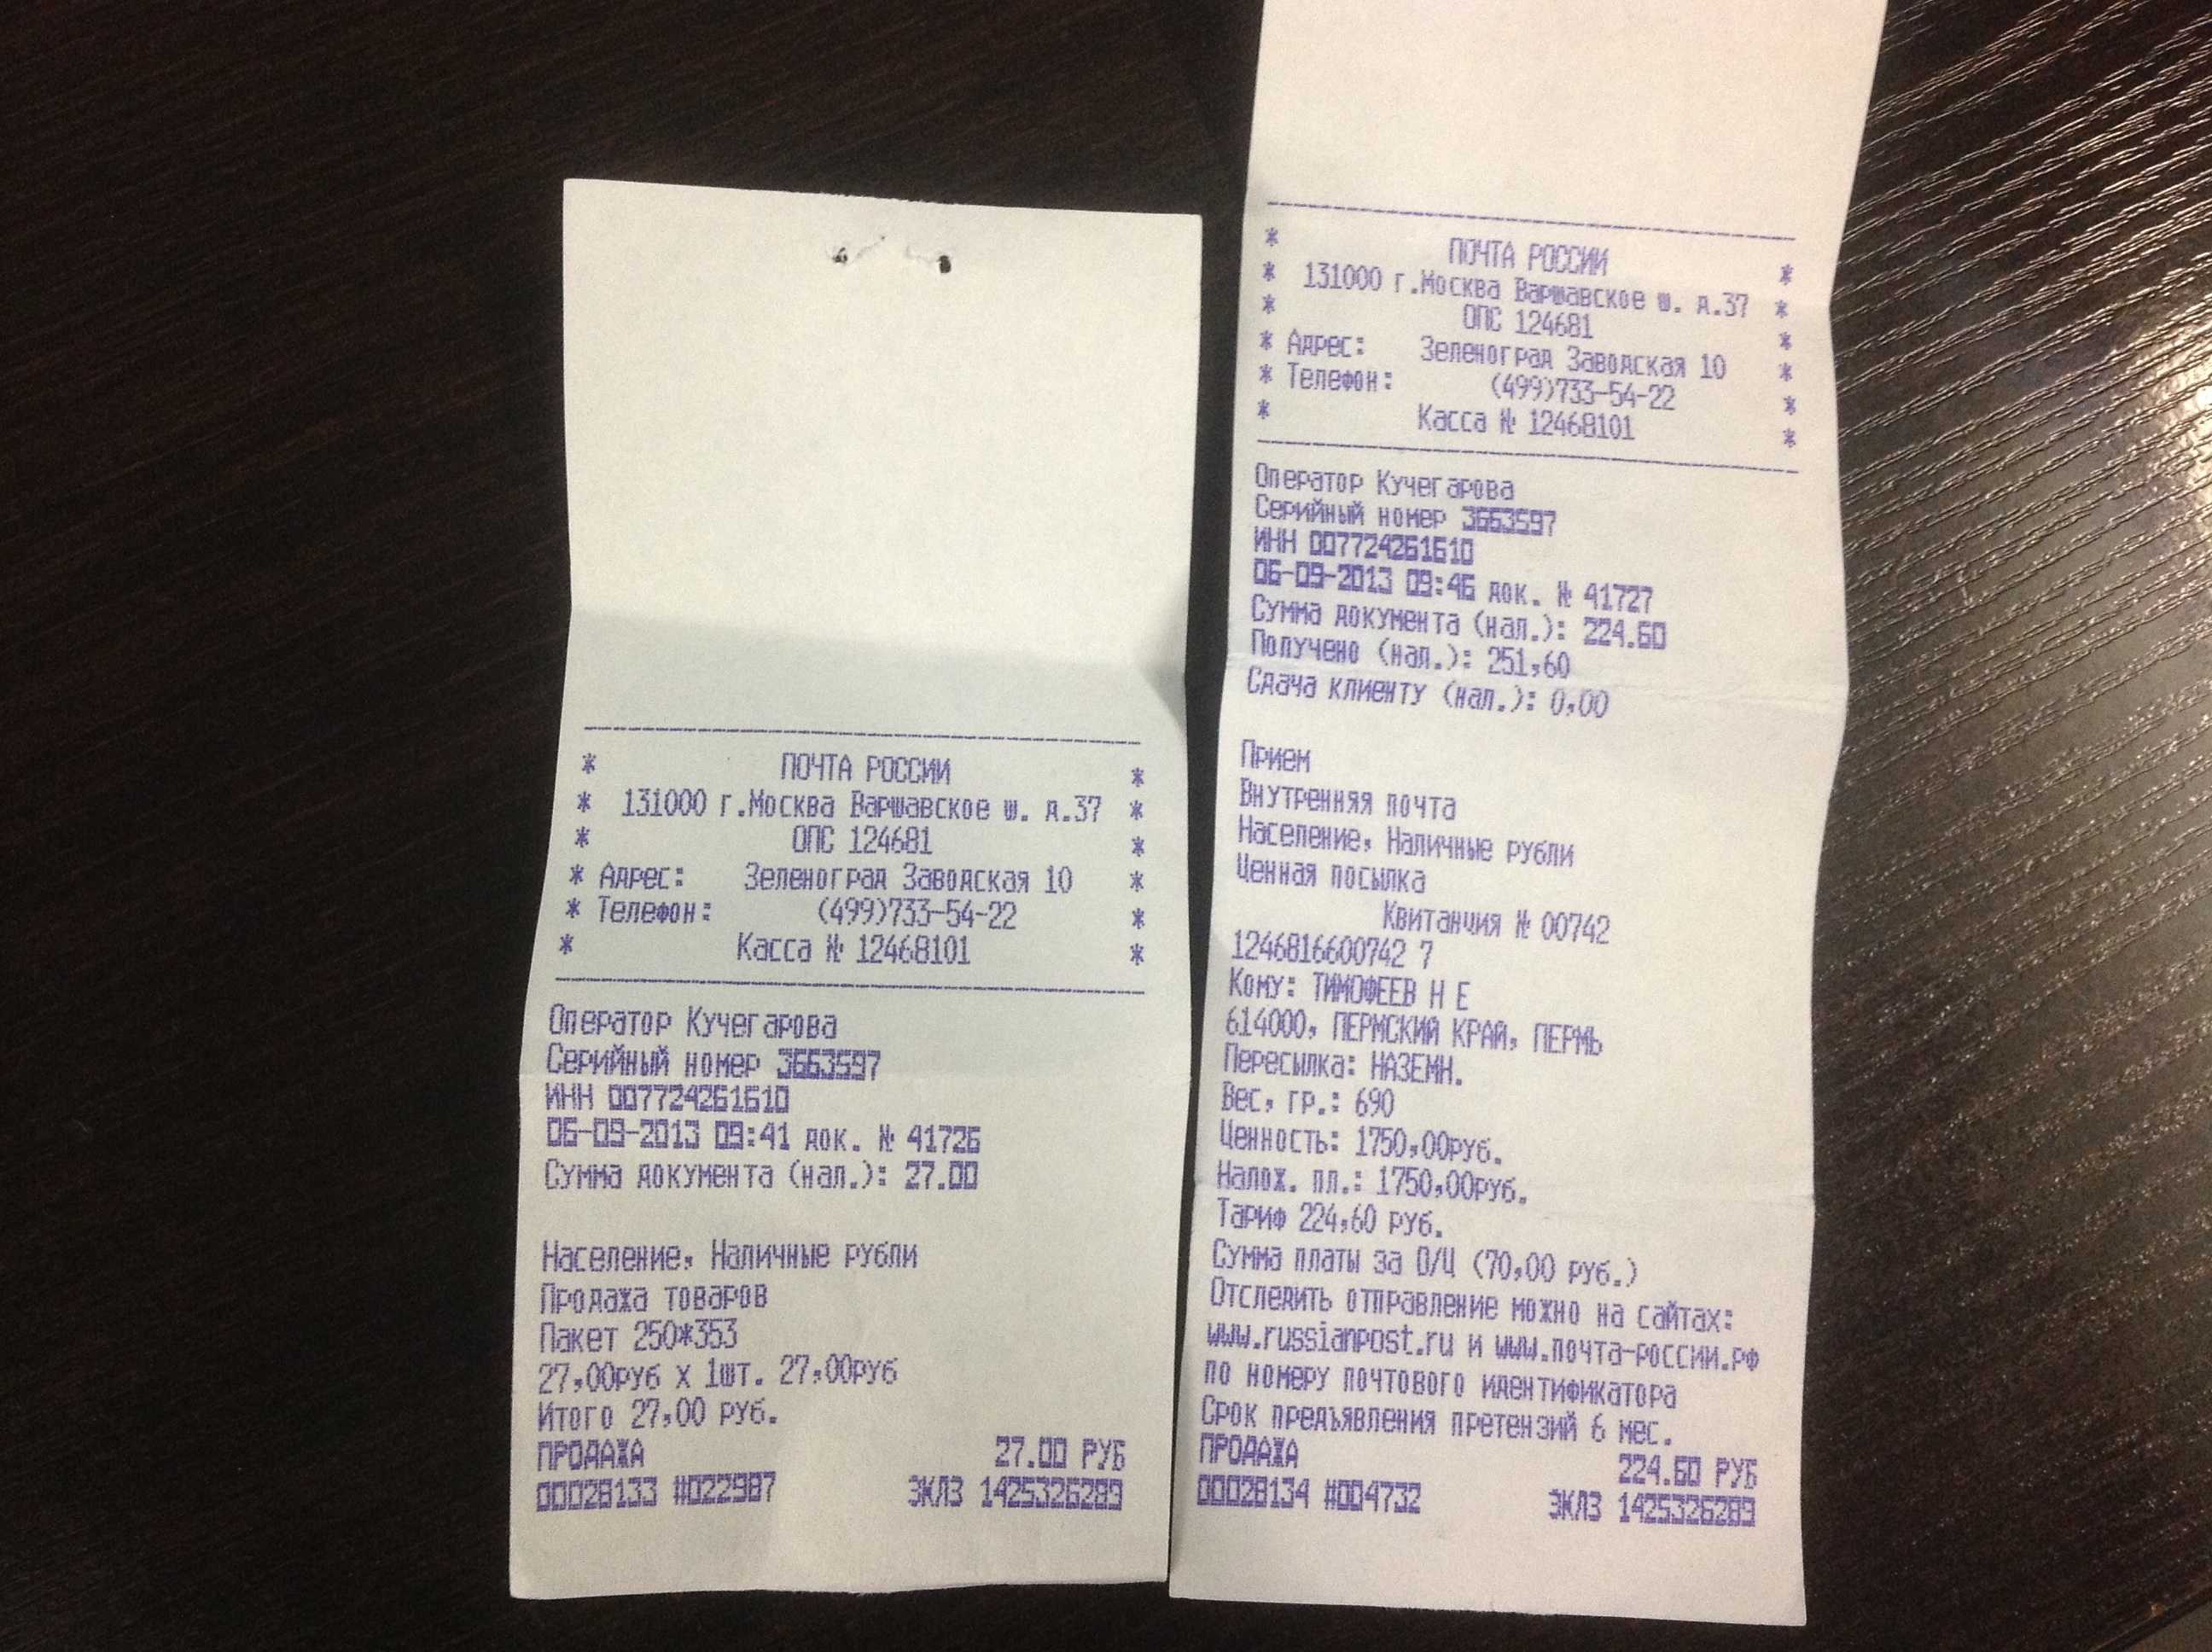 * ПОЧТА РОССИИ *
* 131000 г.Москва Варшавское ш. д.37 *
* ОПС 124681 *
* Адрес: Зеленоград Заводская 10 *
* Телефон: (499)733-54-22 *
* Касса № 12468101 *
Оператор Кучегарова
Серийный номер 3663597
ИНН 007724261610
06-09-2013 09:41 док. № 41726
Сумма документа (нал.): 27.00
Население, Наличные рубли
Продажа товаров
Пакет 250*353
27,00руб X 1шт. 27,00руб
Итого 27,00 руб.
ПРОДАЖА 27.00 РУБ
00028133 #022987 ЭКЛЗ 1425326289
* ПОЧТА РОССИИ *
* 131000 г.Москва Варшавское ш. д.37 *
* ОПС 124681 *
* Адрес: Зеленоград Заводская 10 *
* Телефон: (499)733-54-22 *
* Касса № 12468101 *
Оператор Кучегарова
Серийный номер 3663597
ИНН 007724261610
06-09-2013 09:46 док. № 41727
Сумма документа (нал.): 224.60
Получено (нал.): 251,60
Сдача клиенту (нал.): 0,00
Прием
Внутренняя почта
Население, Наличные рубли
Ценная посылка
Квитанция № 00742
1246816600742 7
Кому: ТИМОФЕЕВ Н Е
614000, ПЕРМСКИЙ КРАЙ, ПЕРМЬ
Пересылка: НАЗЕМН.
Вес, гр.: 690
Ценность: 1750,00руб.
Налож. пл.: 1750,00руб.
Тариф 224,60 руб.
Сумма платы за О/Ц (70,00 руб.)
Отследить отправление можно на сайтах:
www.russianpost.ru и www.почта-россии.рф
по номеру почтового идентификатора
Срок предъявления претензий 6 мес.
ПРОДАЖА 224.60 РУБ
00028134 #004732 ЭКЛЗ 1425326289